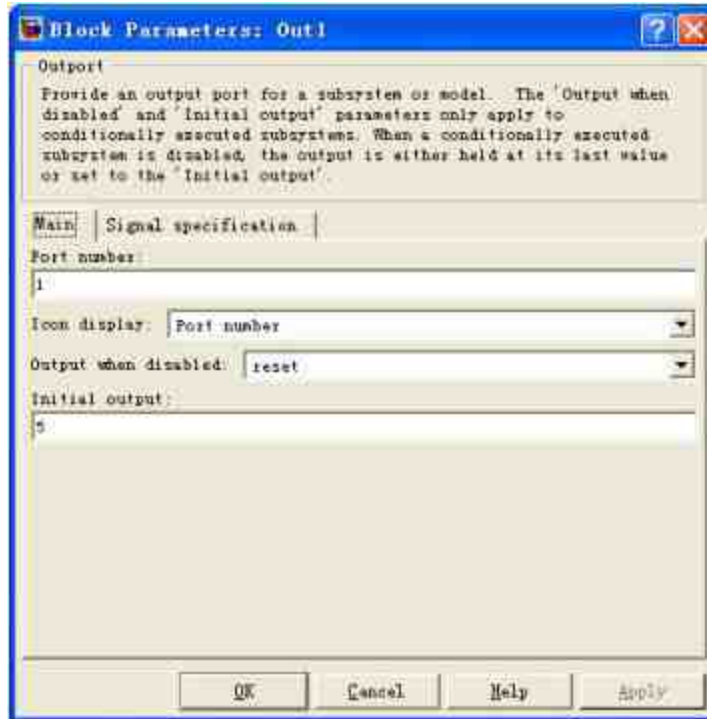 Block Parameters: Out1
Outport
Provide an output port for a subsystem or model. The 'Output when
disabled' and 'Initial output' parameters only apply to
conditionally executed subsystems. When a conditionally executed
subsystem is disabled, the output is either held at its last value
or set to the 'Initial output'.
Main
Signal specification
Port number:
1
Icon display: Port number
Output when disabled: reset
Initial output:
5
OK Cancel Help Apply